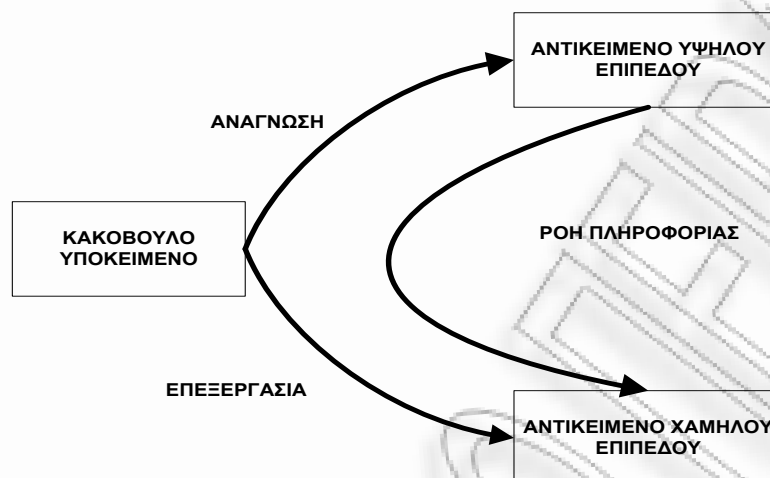 ΑΝΤΙΚΕΙΜΕΝΟ ΥΨΗΛΟΥ
ΕΠΙΠΕΔΟΥ
ΑΝΑΓΝΩΣΗ
ΚΑΚΟΒΟΥΛΟ
ΥΠΟΚΕΙΜΕΝΟ
ΡΟΗ ΠΛΗΡΟΦΟΡΙΑΣ
ΕΠΕΞΕΡΓΑΣΙΑ
ΑΝΤΙΚΕΙΜΕΝΟ ΧΑΜΗΛΟΥ
ΕΠΙΠΕΔΟΥ